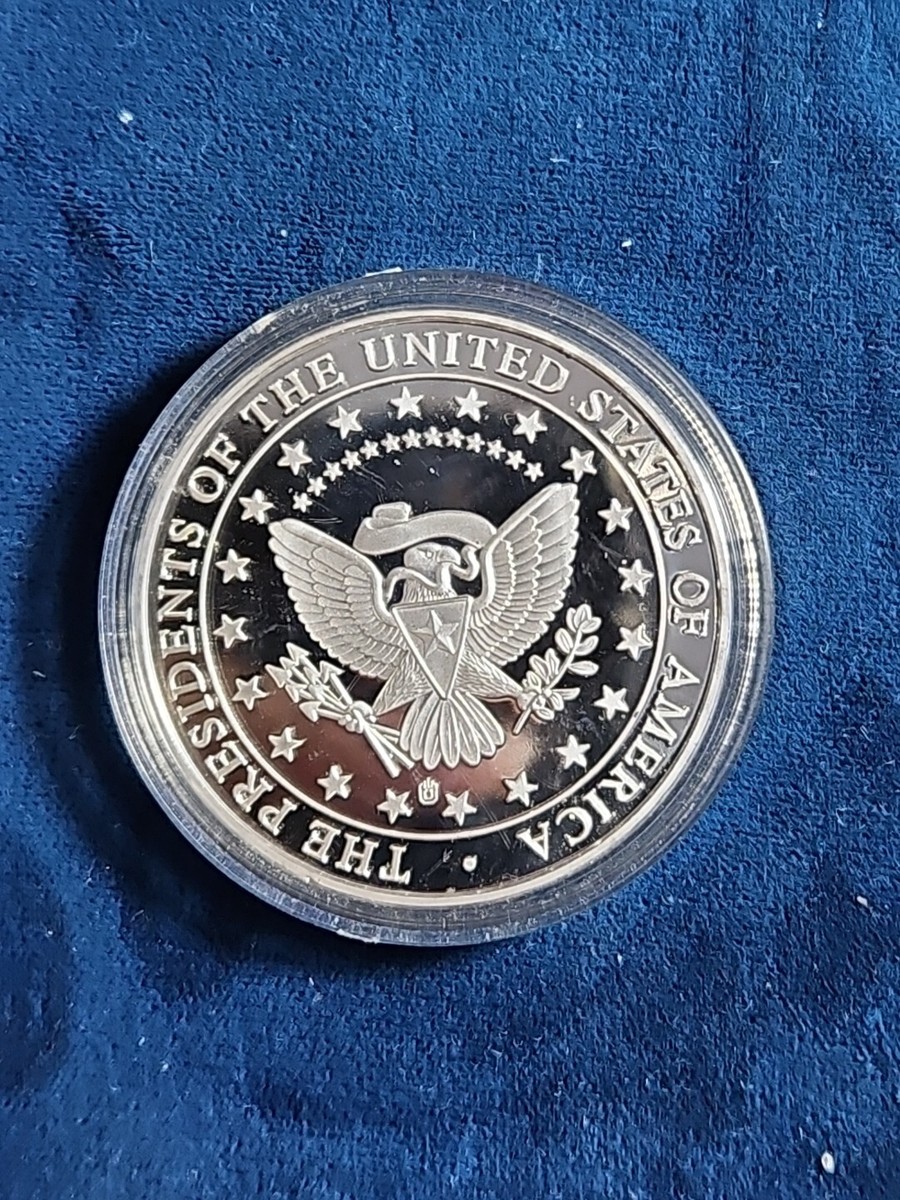 THE PRESIDENTS OF THE UNITED STATES OF AMERICA •